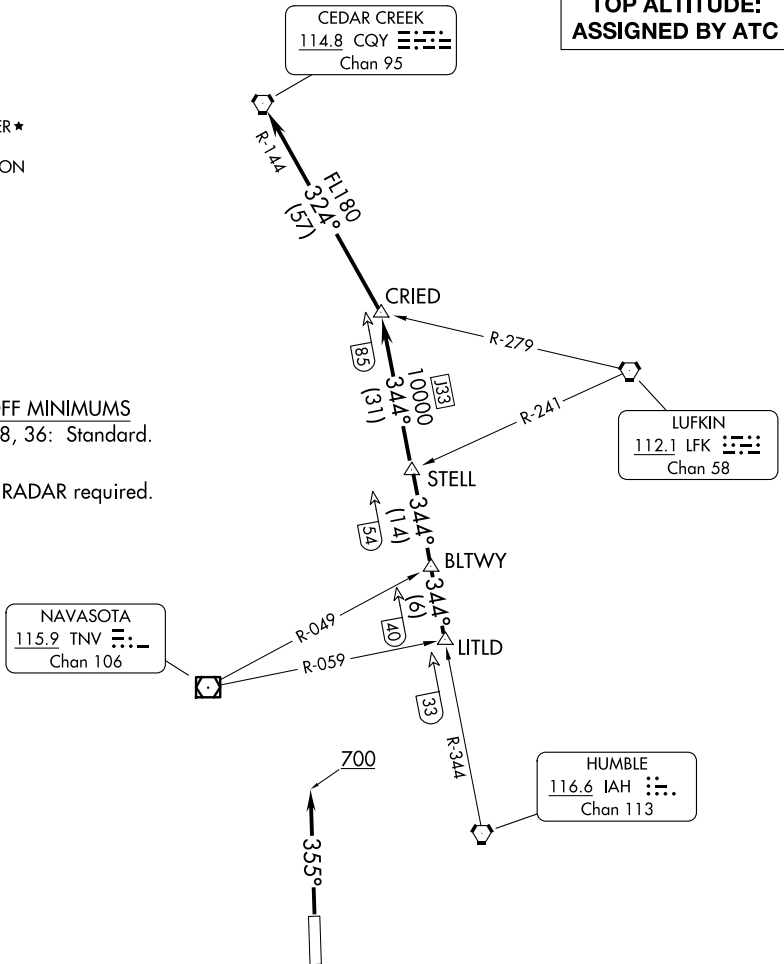 TOP ALTITUDE:
ASSIGNED BY ATC
CEDAR CREEK
114.8 CQY
Chan 95
ER★
ON
R-144
FL180
324°
(57)
CRIED
R-279
85
J33
10000
344°
(31)
R-241
LUFKIN
112.1 LFK
Chan 58
FF MINIMUMS
8, 36: Standard.
STELL
RADAR required.
54
344°
(14)
BLTWY
NAVASOTA
115.9 TNV
Chan 106
R-049
40
344°
(6)
LITLD
R-059
33
R-344
700
HUMBLE
116.6 IAH
Chan 113
355°